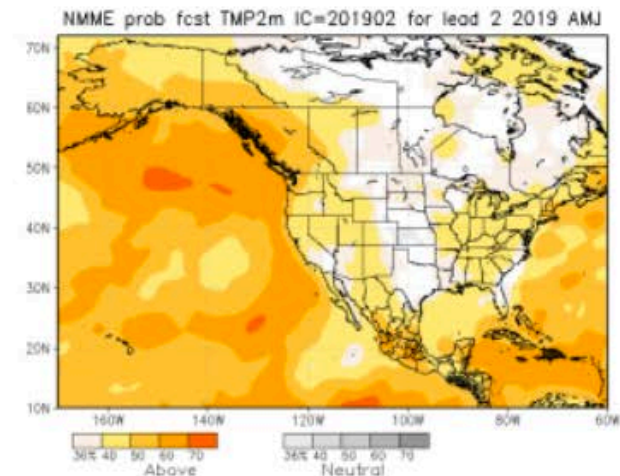 NMME prob fcst TMP2m IC=201902 for lead 2 2019 AMJ
70N
60N
50N
40N
30N
20N
10N
160W 140W 120W 100W 80W 60W
36% 40 50 60 70 36% 40 50 60 70
Above Neutral